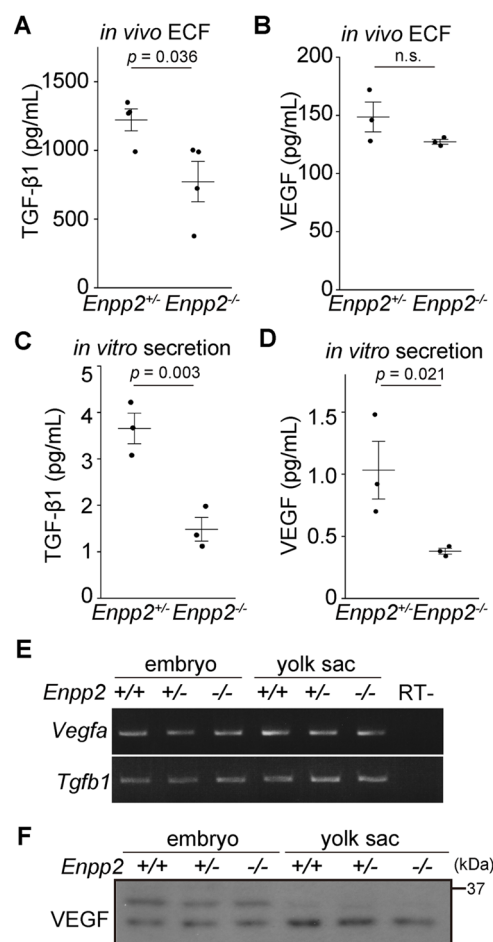 A
in vivo ECF
p = 0.036
TGF-β1 (pg/mL)
1500
1000
500
0
Enpp2+/- Enpp2-/-
B
in vivo ECF
n.s.
VEGF (pg/mL)
200
150
100
50
0
Enpp2+/- Enpp2-/-
C
in vitro secretion
p = 0.003
TGF-β1 (pg/mL)
5
4
3
2
1
0
Enpp2+/- Enpp2-/-
D
in vitro secretion
p = 0.021
VEGF (pg/mL)
1.5
1.0
0.5
0
Enpp2+/- Enpp2-/-
E
embryo yolk sac
Enpp2 +/+ +/- -/- +/+ +/- -/- RT-
Vegfa
Tgfb1
F
embryo yolk sac
Enpp2 +/+ +/- -/- +/+ +/- -/- (kDa)
37
VEGF